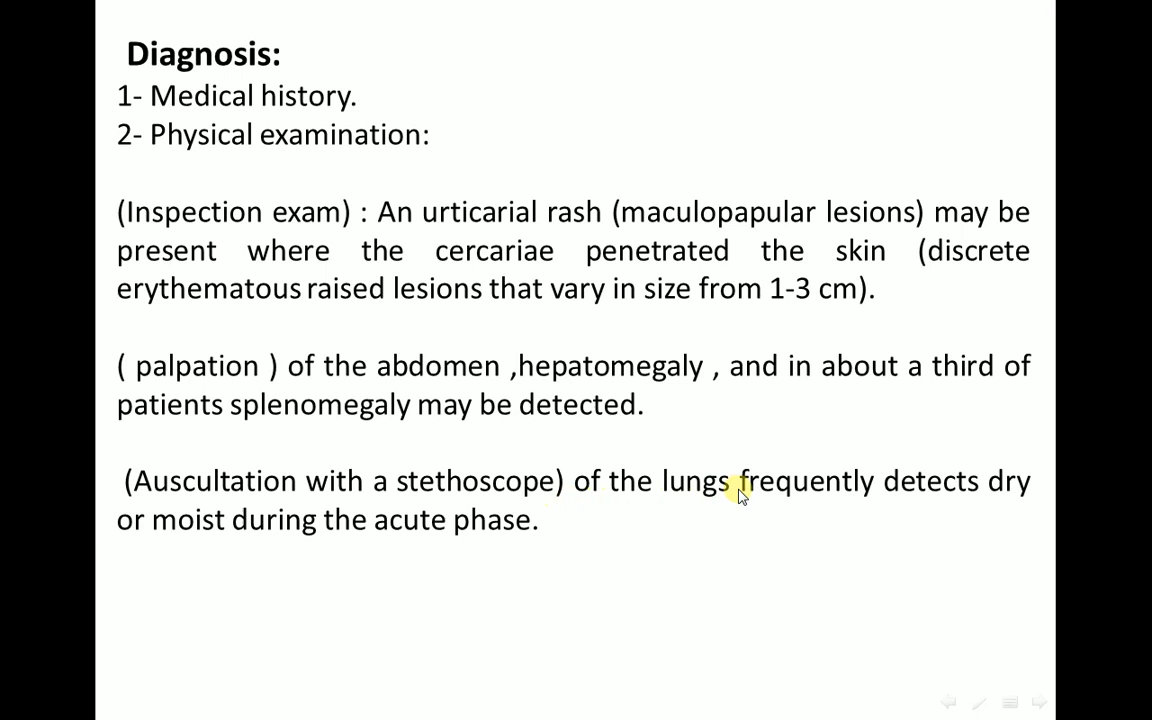 Diagnosis:
1- Medical history.
2- Physical examination:
(Inspection exam) : An urticarial rash (maculopapular lesions) may be
present where the cercariae penetrated the skin (discrete
erythematous raised lesions that vary in size from 1-3 cm).
( palpation ) of the abdomen ,hepatomegaly , and in about a third of
patients splenomegaly may be detected.
(Auscultation with a stethoscope) of the lungs frequently detects dry
or moist during the acute phase.